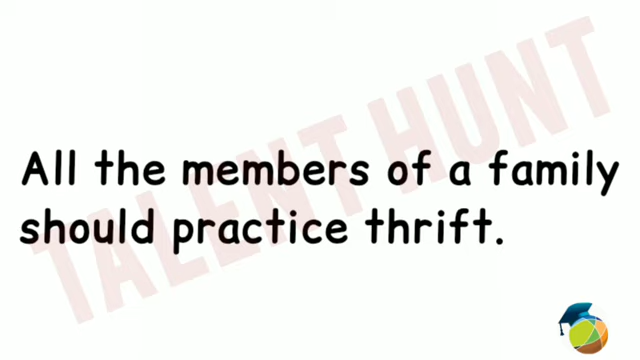 TALENT HUNT
All the members of a family
should practice thrift.